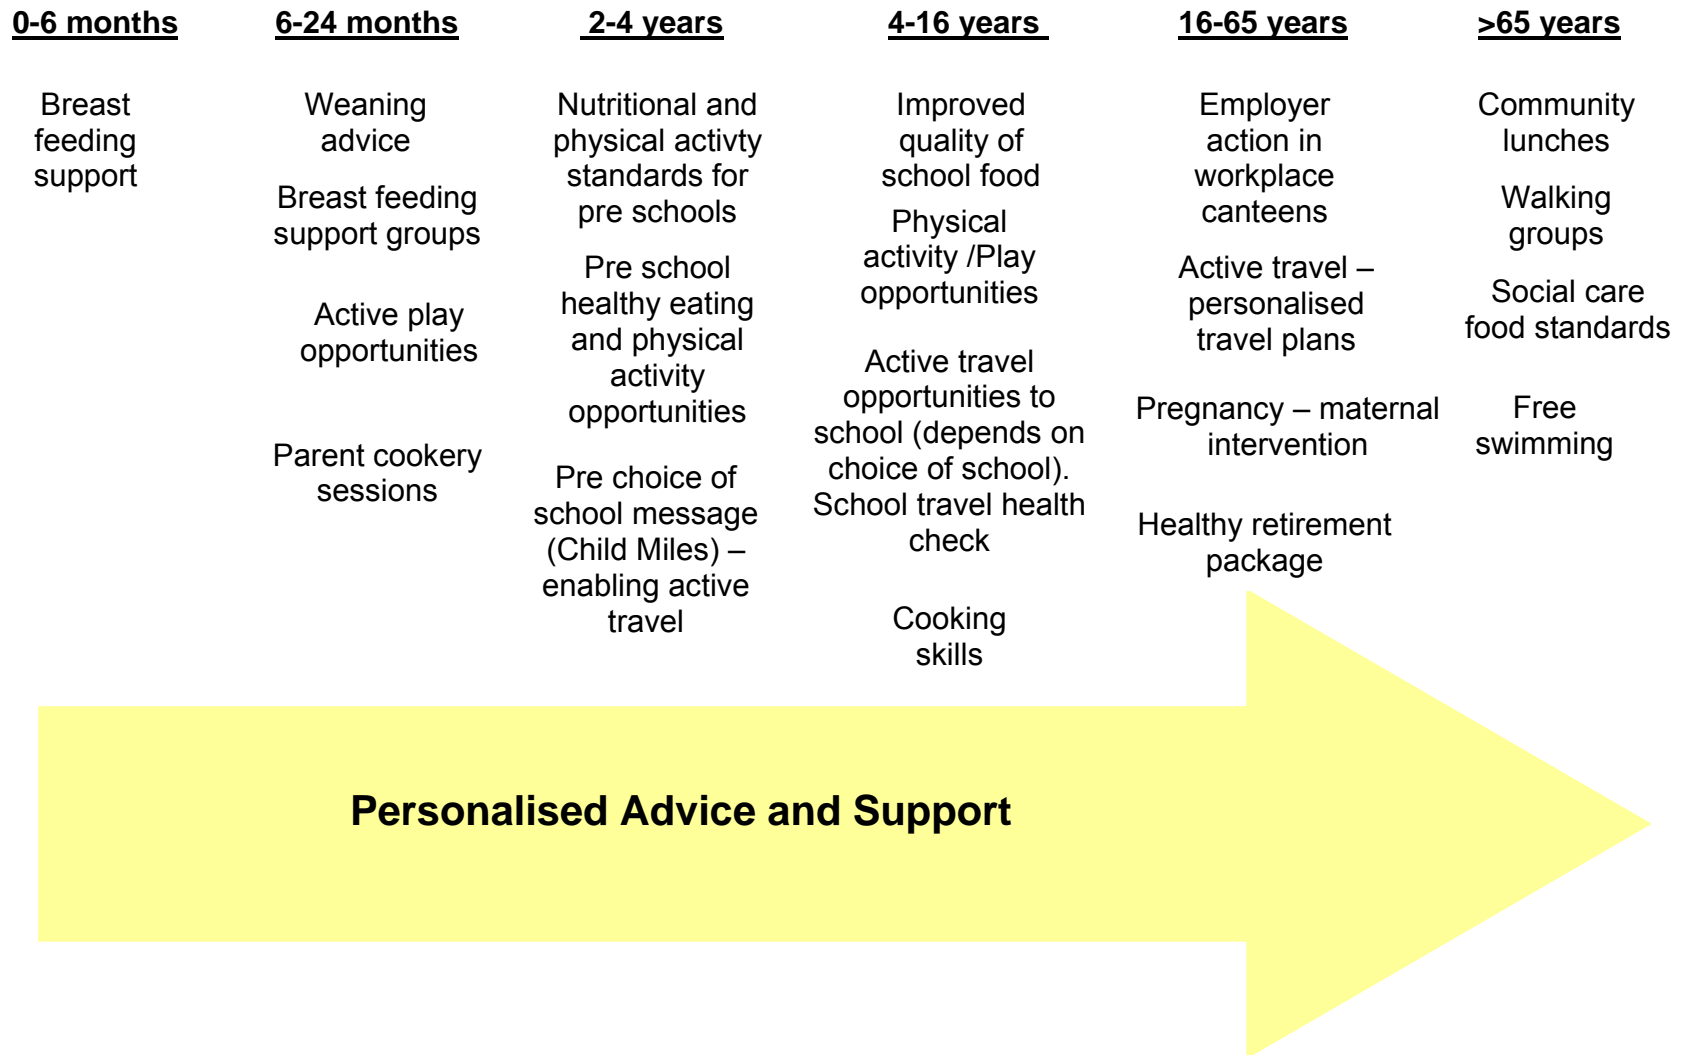 0-6 months
6-24 months
2-4 years
4-16 years
16-65 years
>65 years
Breast
feeding
support
Weaning
advice
Breast feeding
support groups
Active play
opportunities
Parent cookery
sessions
Nutritional and
physical activty
standards for
pre schools
Pre school
healthy eating
and physical
activity
opportunities
Pre choice of
school message
(Child Miles) –
enabling active
travel
Improved
quality of
school food
Physical
activity /Play
opportunities
Active travel
opportunities to
school (depends on
choice of school).
School travel health
check
Cooking
skills
Employer
action in
workplace
canteens
Active travel –
personalised
travel plans
Pregnancy – maternal
intervention
Healthy retirement
package
Community
lunches
Walking
groups
Social care
food standards
Free
swimming
Personalised Advice and Support